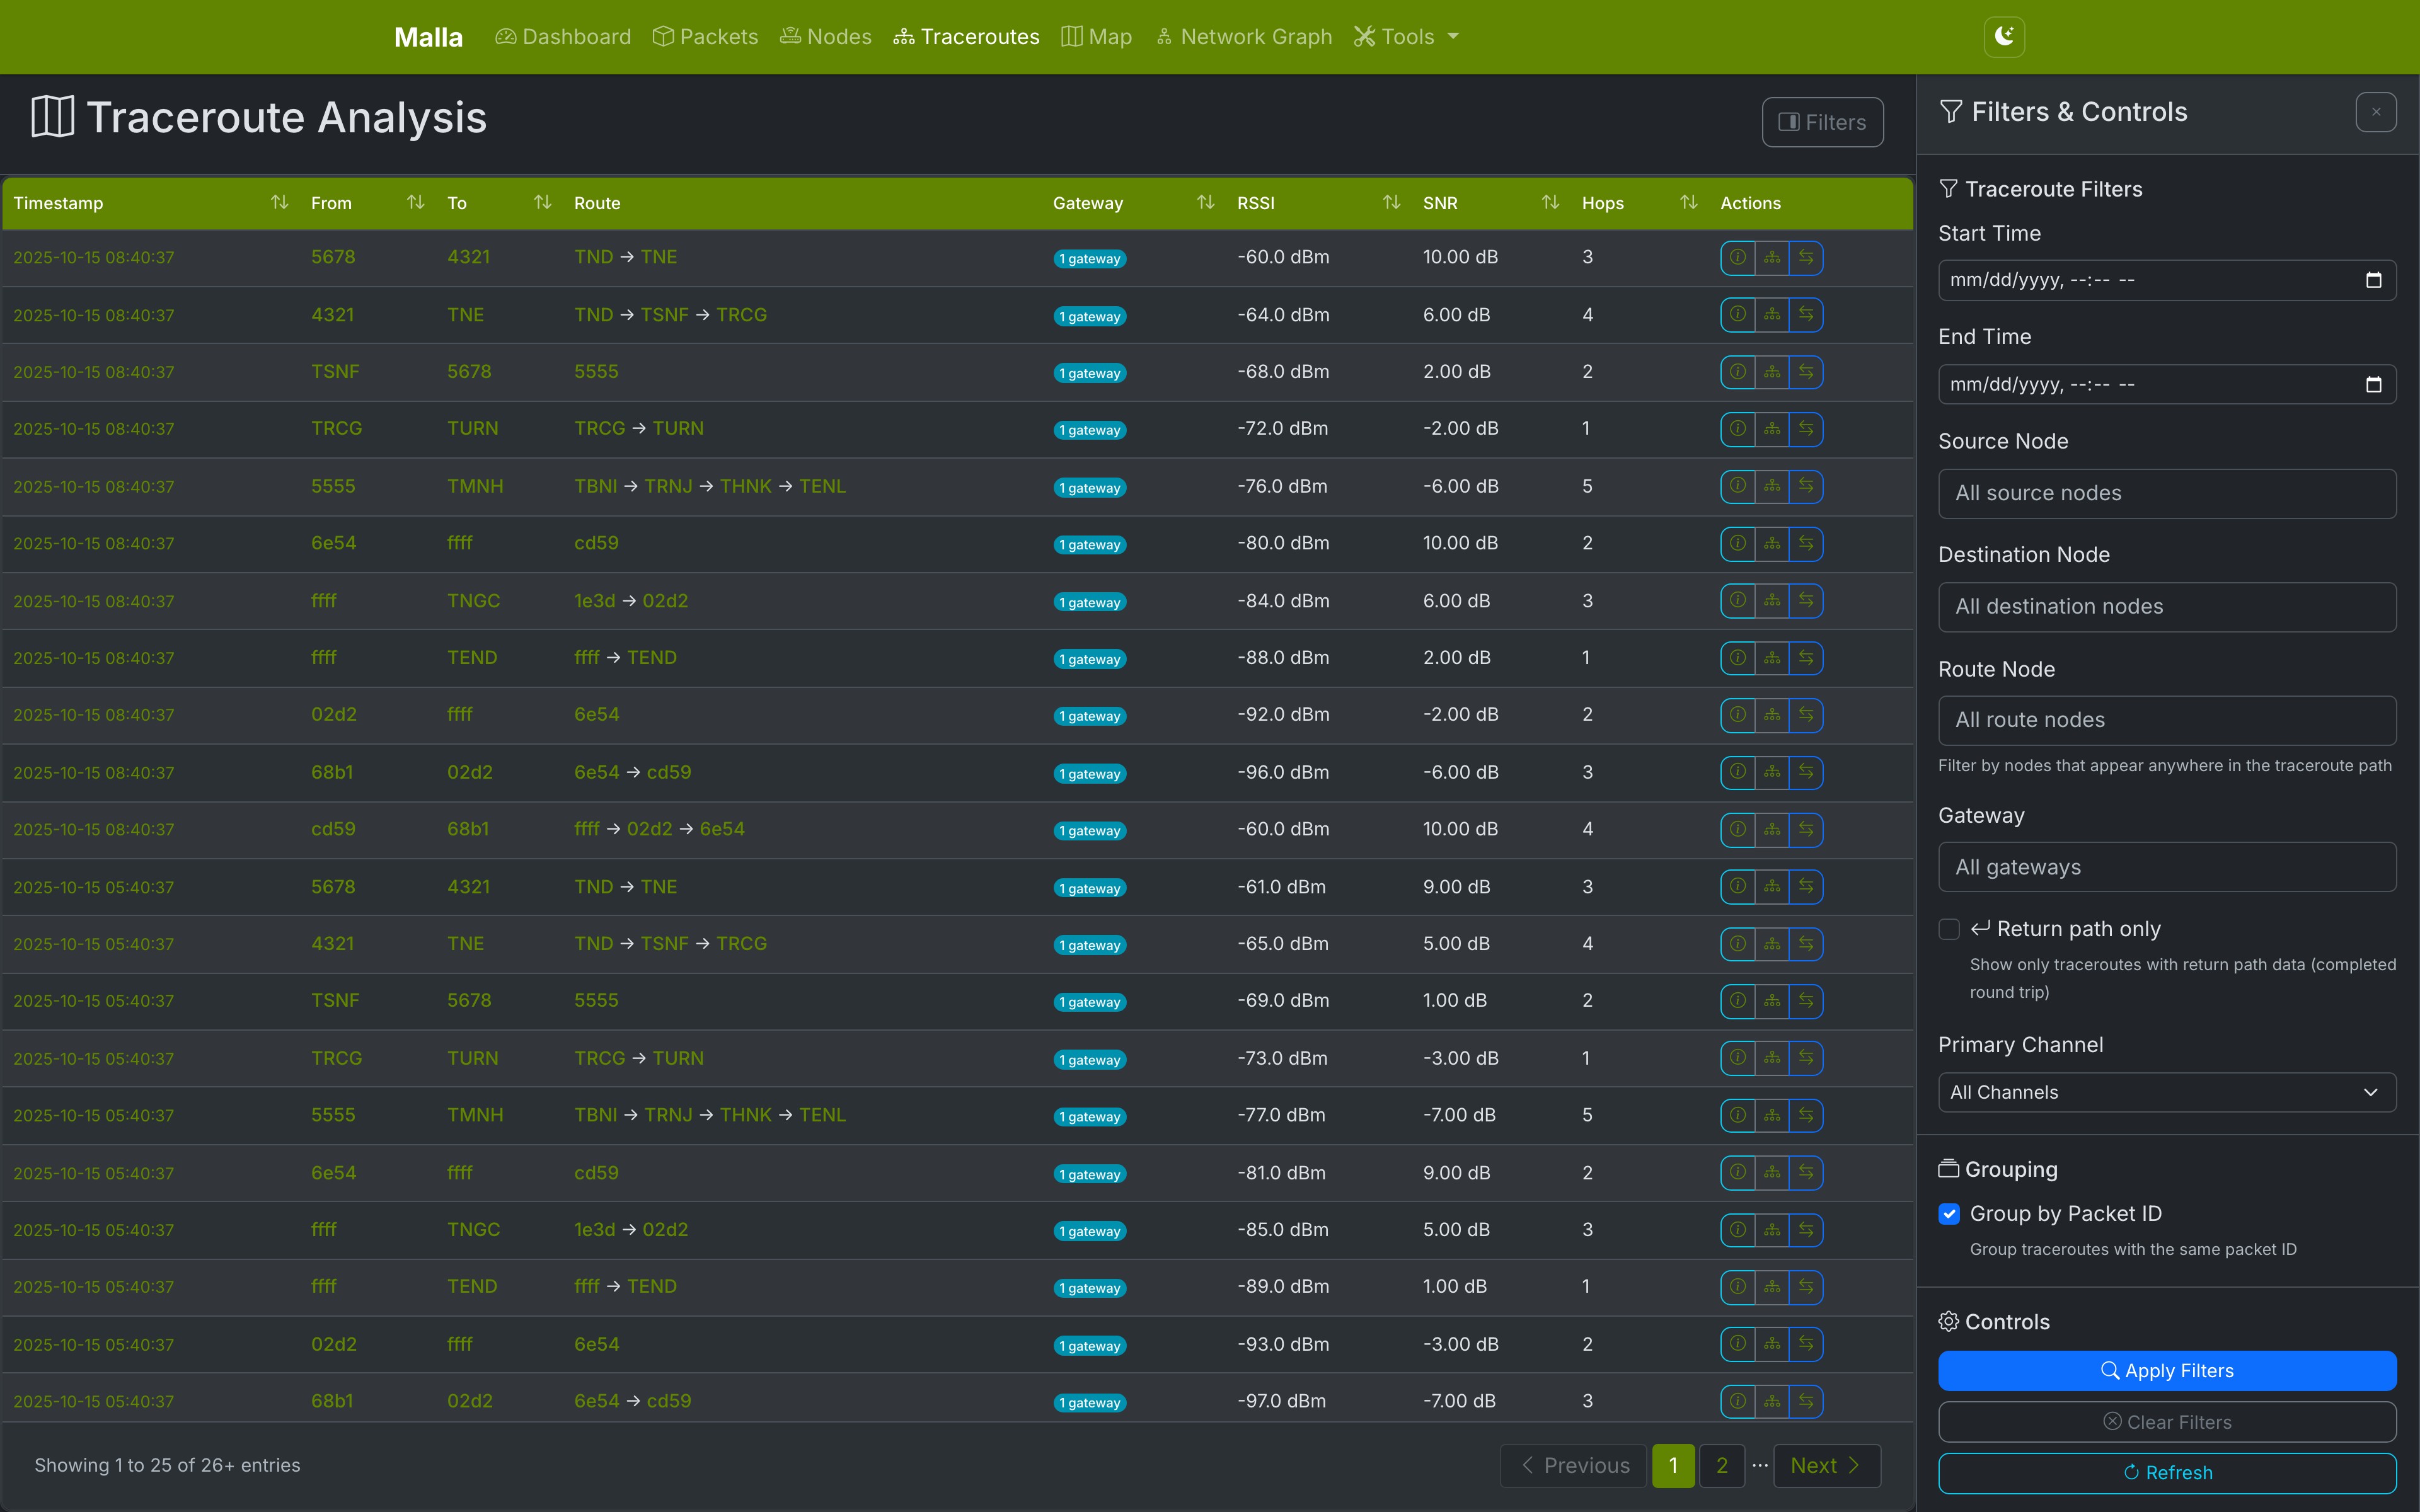 Malla Dashboard Packets Nodes Traceroutes Map Network Graph Tools
Traceroute Analysis
Filters
Timestamp From To Route Gateway RSSI SNR Hops Actions
2025-10-15 08:40:37 5678 4321 TND → TNE 1 gateway -60.0 dBm 10.00 dB 3
2025-10-15 08:40:37 4321 TNE TND → TSNF → TRCG 1 gateway -64.0 dBm 6.00 dB 4
2025-10-15 08:40:37 TSNF 5678 5555 1 gateway -68.0 dBm 2.00 dB 2
2025-10-15 08:40:37 TRCG TURN TRCG → TURN 1 gateway -72.0 dBm -2.00 dB 1
2025-10-15 08:40:37 5555 TMNH TBNI → TRNJ → THNK → TENL 1 gateway -76.0 dBm -6.00 dB 5
2025-10-15 08:40:37 6e54 ffff cd59 1 gateway -80.0 dBm 10.00 dB 2
2025-10-15 08:40:37 ffff TNGC 1e3d → 02d2 1 gateway -84.0 dBm 6.00 dB 3
2025-10-15 08:40:37 ffff TEND ffff → TEND 1 gateway -88.0 dBm 2.00 dB 1
2025-10-15 08:40:37 02d2 ffff 6e54 1 gateway -92.0 dBm -2.00 dB 2
2025-10-15 08:40:37 68b1 02d2 6e54 → cd59 1 gateway -96.0 dBm -6.00 dB 3
2025-10-15 08:40:37 cd59 68b1 ffff → 02d2 → 6e54 1 gateway -60.0 dBm 10.00 dB 4
2025-10-15 05:40:37 5678 4321 TND → TNE 1 gateway -61.0 dBm 9.00 dB 3
2025-10-15 05:40:37 4321 TNE TND → TSNF → TRCG 1 gateway -65.0 dBm 5.00 dB 4
2025-10-15 05:40:37 TSNF 5678 5555 1 gateway -69.0 dBm 1.00 dB 2
2025-10-15 05:40:37 TRCG TURN TRCG → TURN 1 gateway -73.0 dBm -3.00 dB 1
2025-10-15 05:40:37 5555 TMNH TBNI → TRNJ → THNK → TENL 1 gateway -77.0 dBm -7.00 dB 5
2025-10-15 05:40:37 6e54 ffff cd59 1 gateway -81.0 dBm 9.00 dB 2
2025-10-15 05:40:37 ffff TNGC 1e3d → 02d2 1 gateway -85.0 dBm 5.00 dB 3
2025-10-15 05:40:37 ffff TEND ffff → TEND 1 gateway -89.0 dBm 1.00 dB 1
2025-10-15 05:40:37 02d2 ffff 6e54 1 gateway -93.0 dBm -3.00 dB 2
2025-10-15 05:40:37 68b1 02d2 6e54 → cd59 1 gateway -97.0 dBm -7.00 dB 3
Showing 1 to 25 of 26+ entries
Previous 1 2 ... Next
Filters & Controls
Traceroute Filters
Start Time
mm/dd/yyyy, --:-- --
End Time
mm/dd/yyyy, --:-- --
Source Node
All source nodes
Destination Node
All destination nodes
Route Node
All route nodes
Filter by nodes that appear anywhere in the traceroute path
Gateway
All gateways
Return path only
Show only traceroutes with return path data (completed
round trip)
Primary Channel
All Channels
Grouping
Group by Packet ID
Group traceroutes with the same packet ID
Controls
Apply Filters
Clear Filters
Refresh